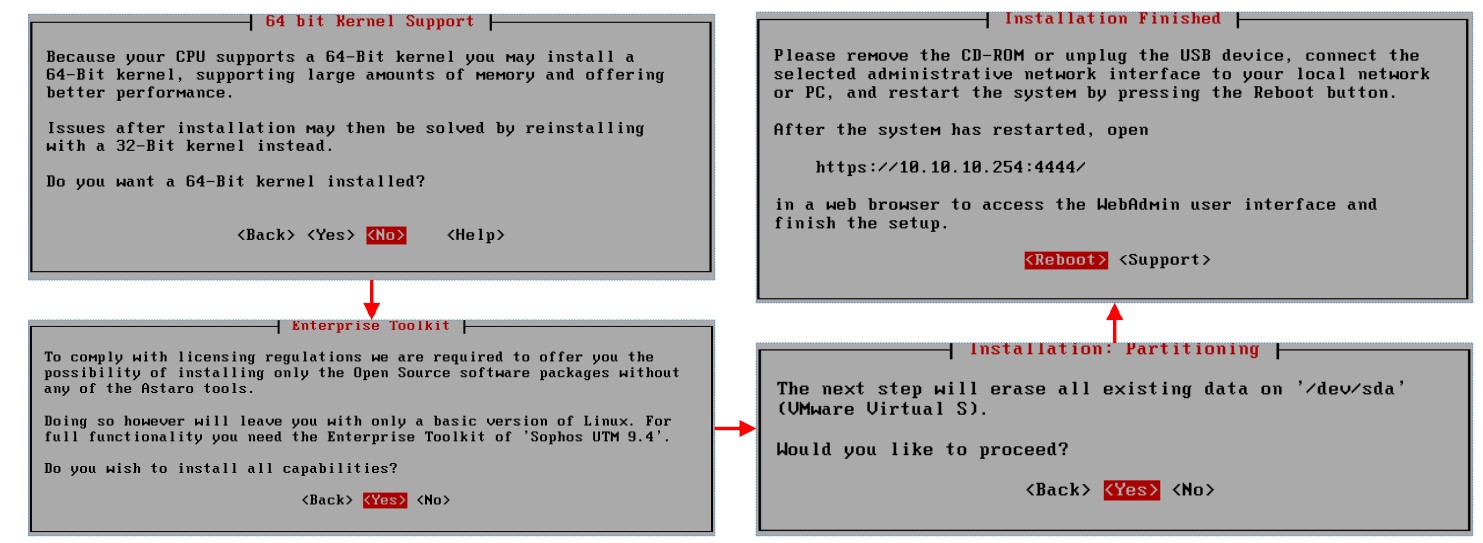 64 bit Kernel Support
Because your CPU supports a 64-Bit kernel you may install a
64-Bit kernel, supporting large amounts of memory and offering
better performance.
Issues after installation may then be solved by reinstalling
with a 32-Bit kernel instead.
Do you want a 64-Bit kernel installed?
<Back> <Yes> <No> <Help>
Enterprise Toolkit
To comply with licensing regulations we are required to offer you the
possibility of installing only the Open Source software packages without
any of the Astaro tools.
Doing so however will leave you with only a basic version of Linux. For
full functionality you need the Enterprise Toolkit of 'Sophos UTM 9.4'.
Do you wish to install all capabilities?
<Back> <Yes> <No>
Installation: Partitioning
The next step will erase all existing data on '/dev/sda'
(VMware Virtual S).
Would you like to proceed?
<Back> <Yes> <No>
Installation Finished
Please remove the CD-ROM or unplug the USB device, connect the
selected administrative network interface to your local network
or PC, and restart the system by pressing the Reboot button.
After the system has restarted, open
https://10.10.10.254:4444/
in a web browser to access the WebAdmin user interface and
finish the setup.
<Reboot> <Support>